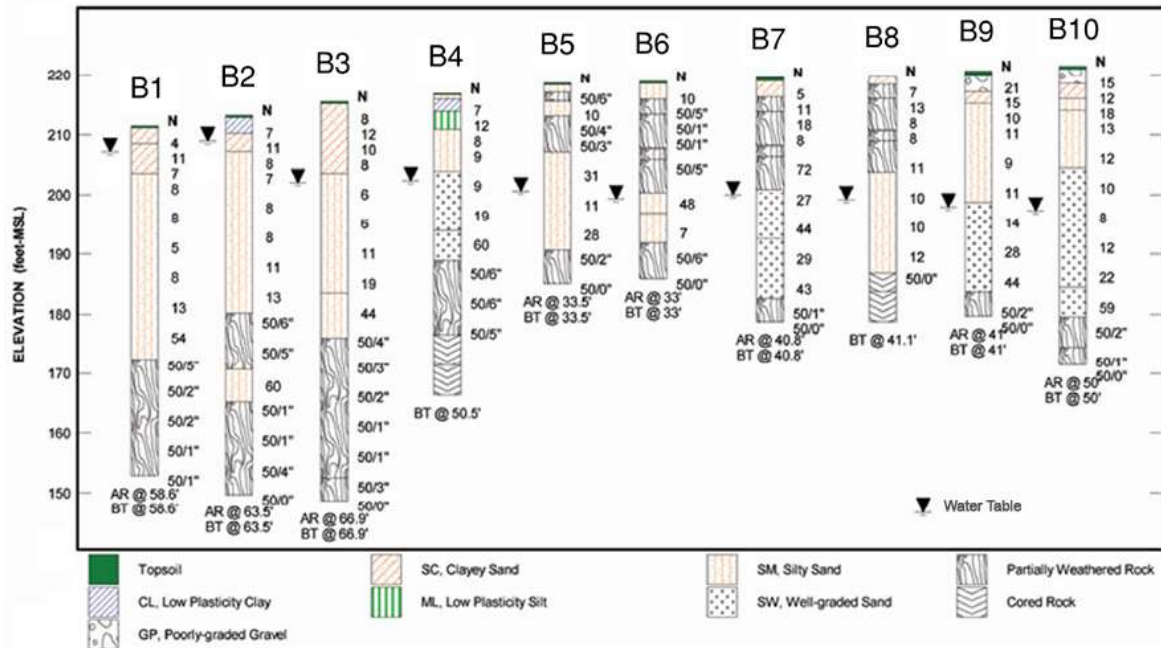 B1
B2
B3
B4
B5
B6
B7
B8
B9
B10
ELEVATION (feet-MSL)
220
210
200
190
180
170
160
150
N
4
11
7
8
8
5
8
13
54
50/5"
50/2"
50/2"
50/1"
50/1"
AR @ 58.6'
BT @ 58.6'
N
7
11
8
7
8
8
11
13
50/6"
50/5"
60
50/1"
50/1"
50/4"
50/0"
AR @ 63.5'
BT @ 63.5'
N
8
12
10
8
6
6
11
19
44
50/4"
50/3"
50/2"
50/1"
50/1"
50/3"
50/0"
AR @ 66.9'
BT @ 66.9'
N
7
12
8
9
9
19
60
50/6"
50/6"
50/5"
BT @ 50.5'
N
50/6"
10
50/4"
50/3"
31
11
28
50/2"
50/0"
AR @ 33.5'
BT @ 33.5'
N
10
50/5"
50/1"
50/1"
50/5"
48
7
50/6"
50/0"
AR @ 33'
BT @ 33'
N
5
11
18
8
72
27
44
29
43
50/1"
50/0"
AR @ 40.8'
BT @ 40.8'
N
7
13
8
8
11
10
10
12
50/0"
BT @ 41.1'
N
21
15
10
11
9
11
14
28
44
50/2"
50/0"
AR @ 41'
BT @ 41'
N
15
12
18
13
12
10
8
12
22
59
50/2"
50/1"
50/0"
AR @ 50'
BT @ 50'
Water Table
Topsoil
SC, Clayey Sand
SM, Silty Sand
Partially Weathered Rock
CL, Low Plasticity Clay
ML, Low Plasticity Silt
SW, Well-graded Sand
Cored Rock
GP, Poorly-graded Gravel